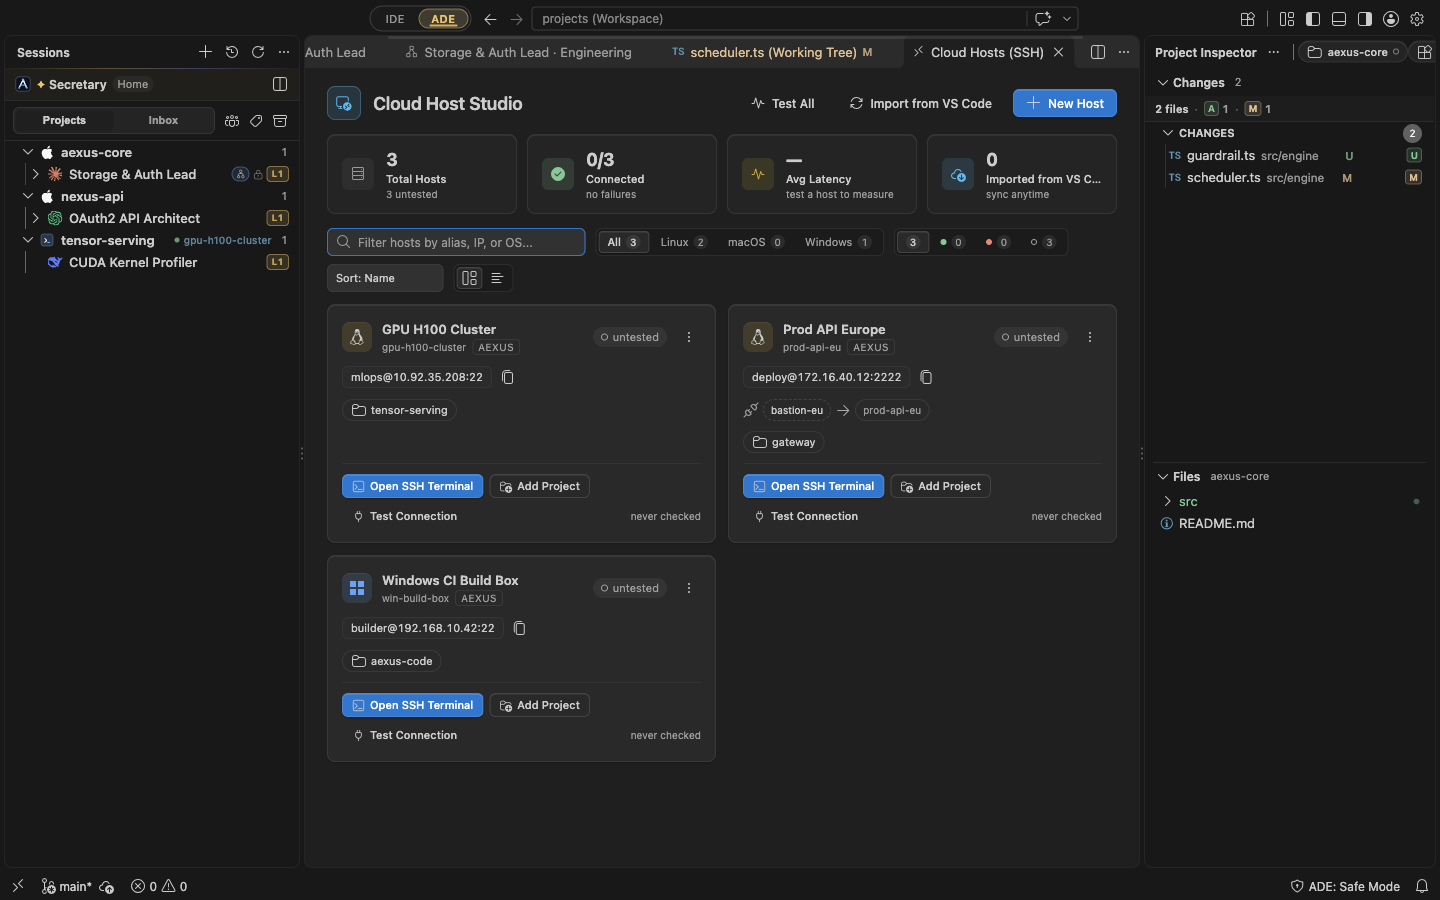 IDE
ADE
projects (Workspace)
Sessions
Secretary Home
Projects
Inbox
aexus-core 1
Storage & Auth Lead L1
nexus-api 1
OAuth2 API Architect L1
tensor-serving gpu-h100-cluster 1
CUDA Kernel Profiler L1
Auth Lead
Storage & Auth Lead · Engineering
TS scheduler.ts (Working Tree) M
Cloud Hosts (SSH)
Cloud Host Studio
Test All
Import from VS Code
New Host
3
Total Hosts
3 untested
0/3
Connected
no failures
—
Avg Latency
test a host to measure
0
Imported from VS C...
sync anytime
Filter hosts by alias, IP, or OS...
All 3
Linux 2
macOS 0
Windows 1
3
0
0
3
Sort: Name
GPU H100 Cluster
gpu-h100-cluster AEXUS
untested
mlops@10.92.35.208:22
tensor-serving
Open SSH Terminal
Add Project
Test Connection
never checked
Prod API Europe
prod-api-eu AEXUS
untested
deploy@172.16.40.12:2222
bastion-eu → prod-api-eu
gateway
Open SSH Terminal
Add Project
Test Connection
never checked
Windows CI Build Box
win-build-box AEXUS
untested
builder@192.168.10.42:22
aexus-code
Open SSH Terminal
Add Project
Test Connection
never checked
Project Inspector
aexus-core
Changes 2
2 files · A 1 · M 1
CHANGES 2
TS guardrail.ts src/engine U U
TS scheduler.ts src/engine M M
Files aexus-core
src
README.md
main*
0 0
ADE: Safe Mode